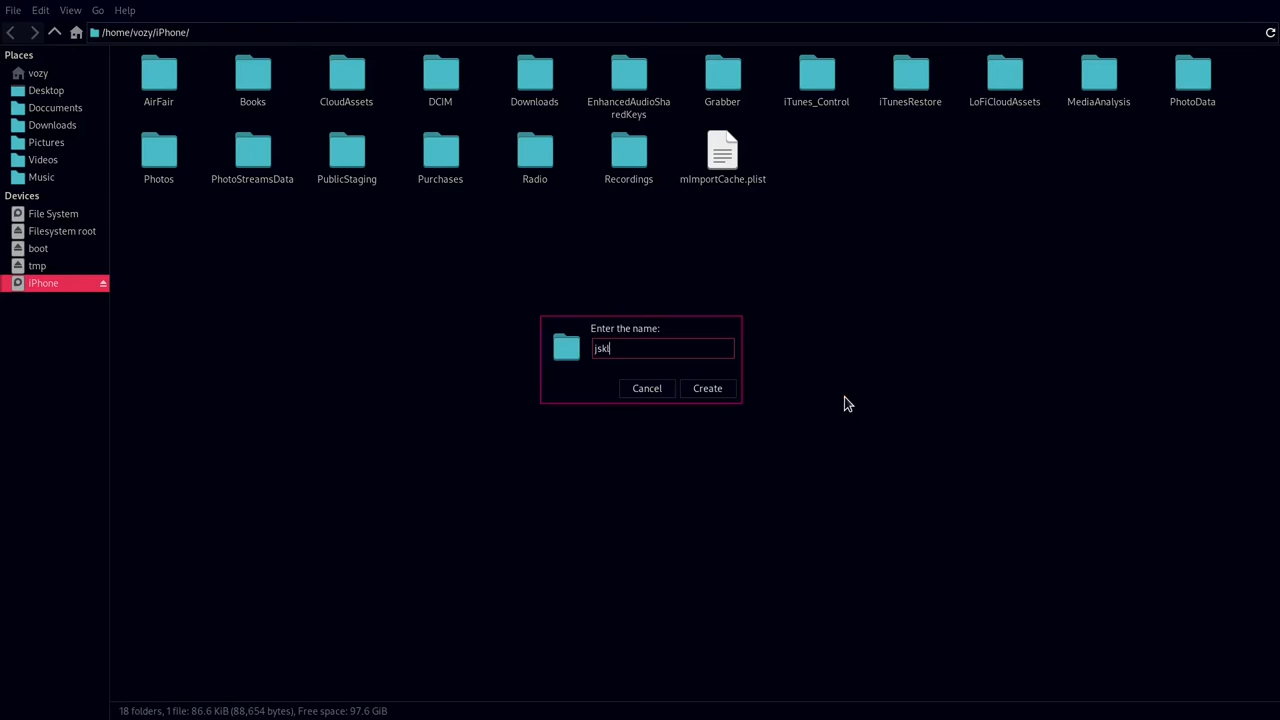 File Edit View Go Help
/home/vozy/iPhone/
Places
vozy
Desktop
Doccuments
Downloads
Pictures
Videos
Music
Devices
File System
Filesystem root
boot
tmp
iPhone
AirFair Books CloudAssets DCIM Downloads EnhancedAudioSha
redKeys Grabber iTunes_Control iTunesRestore LoFiCloudAssets MediaAnalysis PhotoData
Photos PhotoStreamsData PublicStaging Purchases Radio Recordings mImportCache.plist
Enter the name:
jskl
Cancel Create
18 folders, 1 file: 86.6 KiB (88,654 bytes), Free space: 97.6 GiB